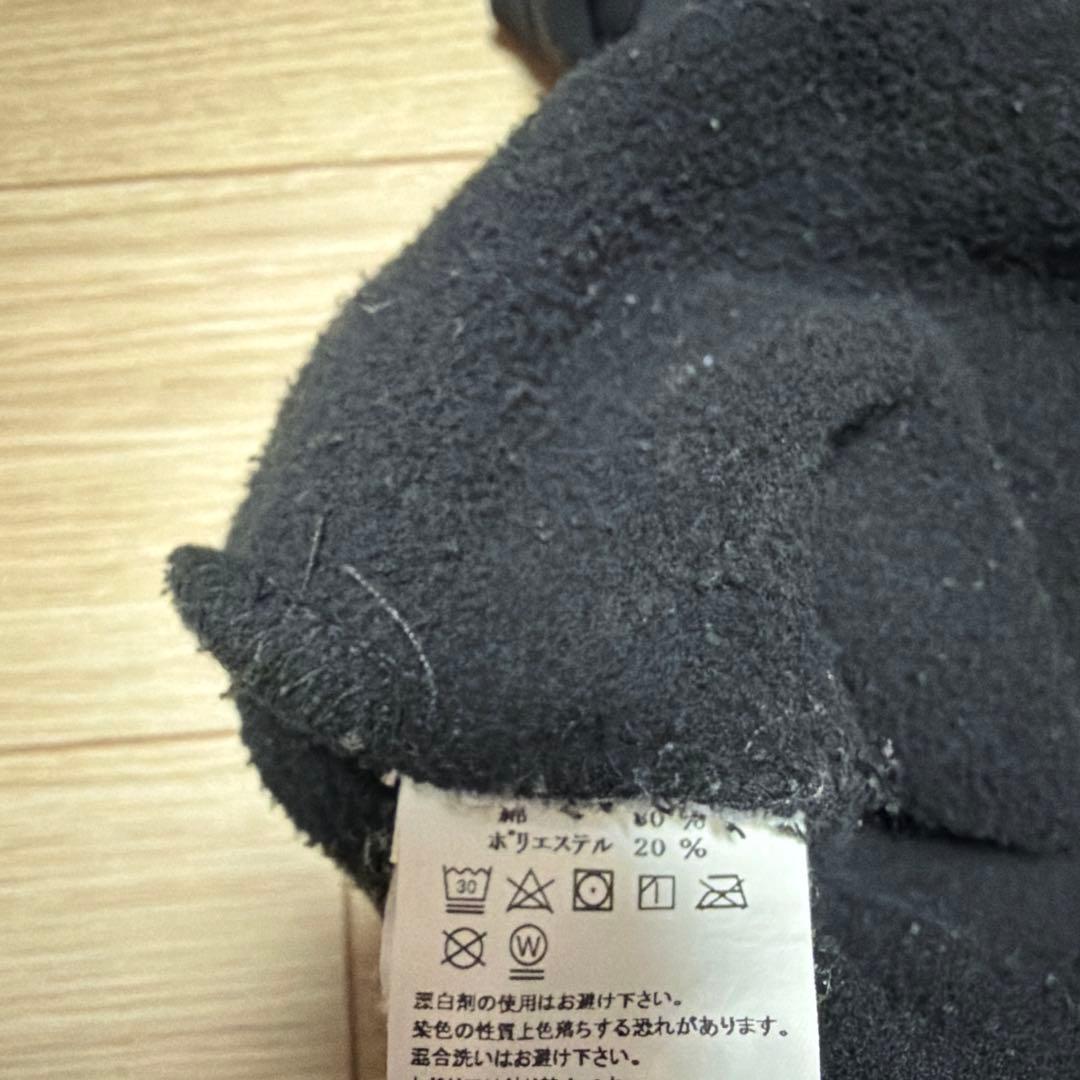 綿 80 %
ポリエステル 20 %
30
W
漂白剤の使用はお避け下さい。
染色の性質上色落ちする恐れがあります。
混合洗いはお避け下さい。